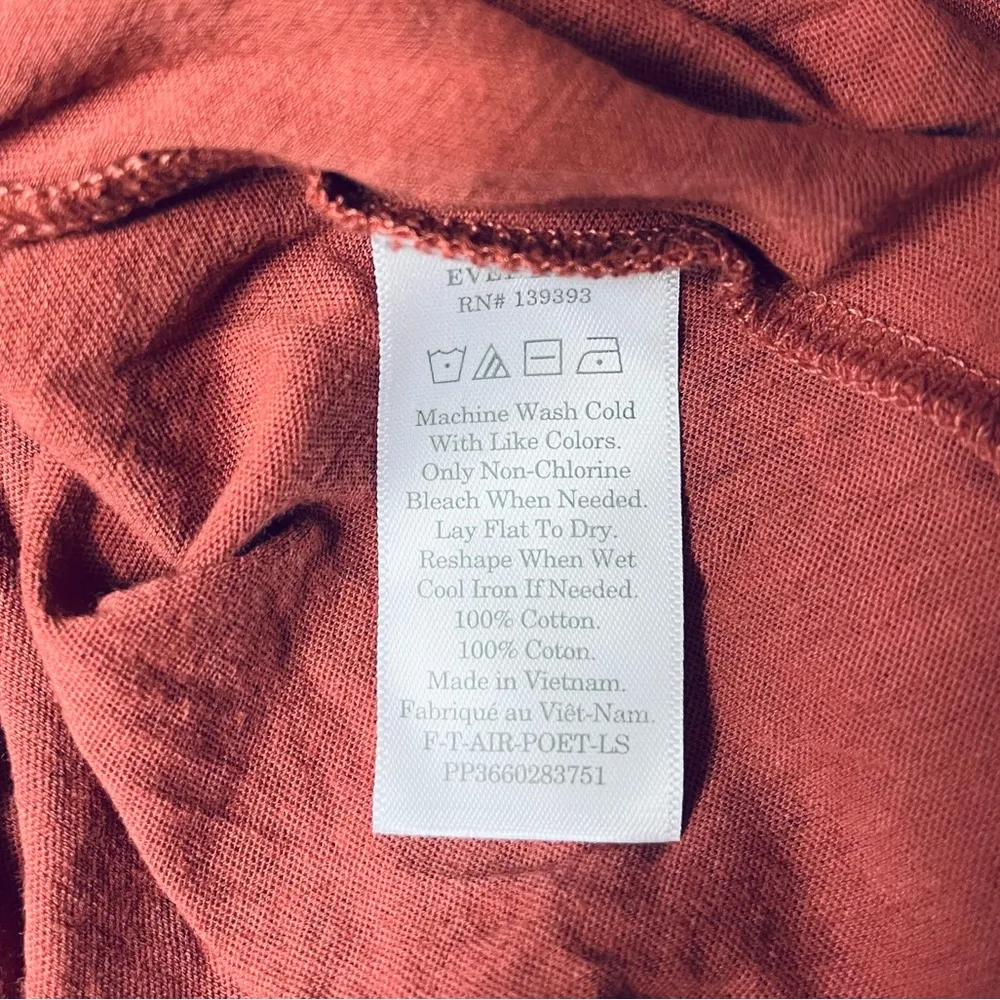 RN# 139393
Machine Wash Cold
With Like Colors.
Only Non-Chlorine
Bleach When Needed.
Lay Flat To Dry.
Reshape When Wet
Cool Iron If Needed.
100% Cotton.
100% Coton.
Made in Vietnam.
Fabriqué au Viêt-Nam.
F-T-AIR-POET-LS
PP3660283751